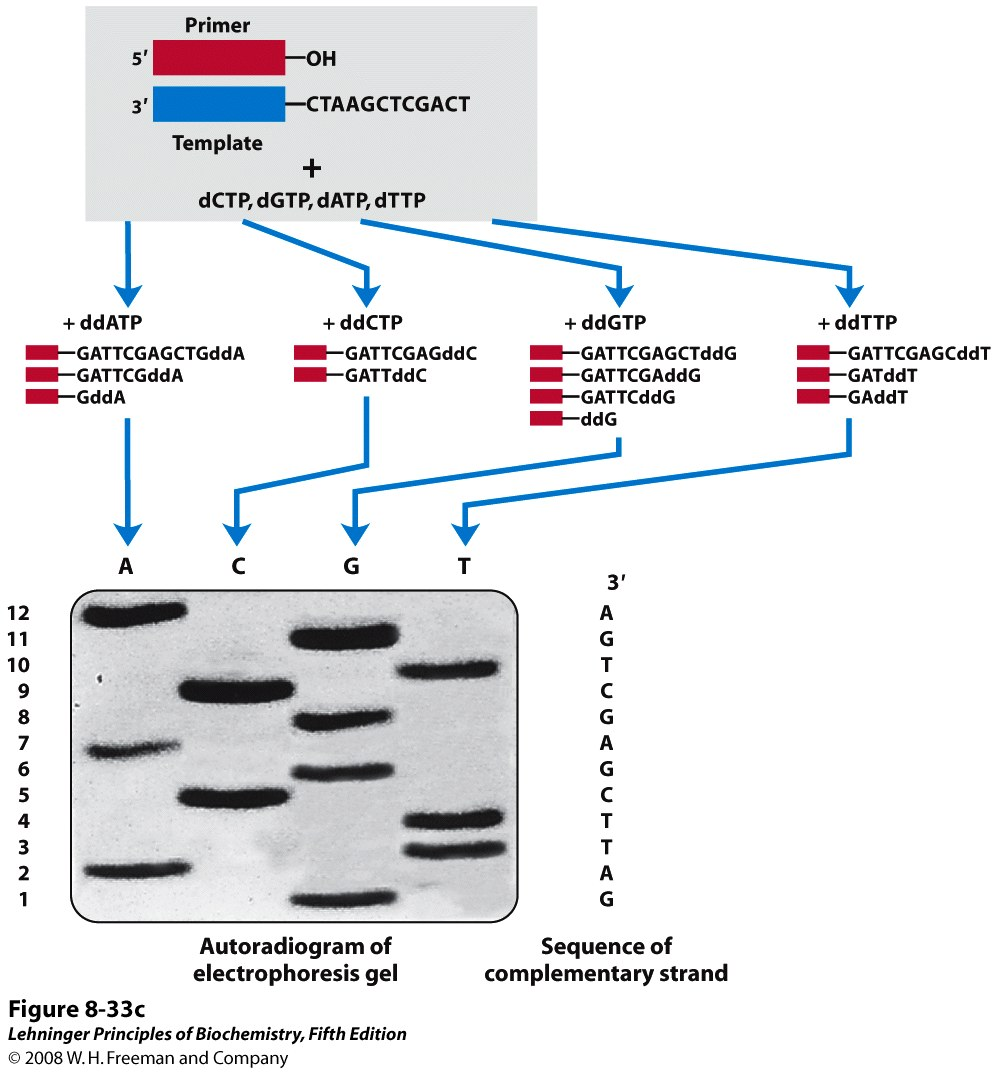 Primer
5′ OH
3′ CTAAGCTCGACT
Template
+
dCTP, dGTP, dATP, dTTP
+ ddATP
GATTCGAGCTGddA
GATTCGddA
GddA
+ ddCTP
GATTCGAGddC
GATTddC
+ ddGTP
GATTCGAGCTddG
GATTCGAddG
GATTCddG
ddG
+ ddTTP
GATTCGAGCddT
GATddT
GAddT
A C G T
3′
12 A
11 G
10 T
9 C
8 G
7 A
6 G
5 C
4 T
3 T
2 A
1 G
Autoradiogram of
electrophoresis gel
Sequence of
complementary strand
Figure 8-33c
Lehninger Principles of Biochemistry, Fifth Edition
© 2008 W. H. Freeman and Company